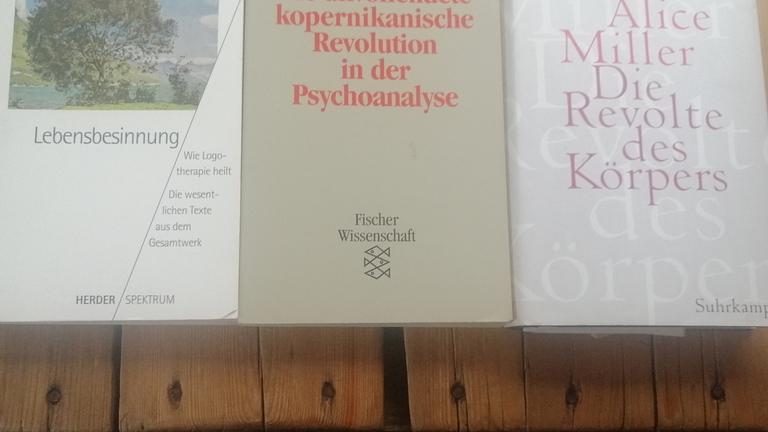 Lebensbesinnung
Wie Logo-
therapie heilt
Die wesent-
lichen Texte
aus dem
Gesamtwerk
HERDER / SPEKTRUM
kopernikanische
Revolution
in der
Psychoanalyse
Fischer
Wissenschaft
Alice
Miller
Die
Revolte
des
Körpers
Suhrkamp